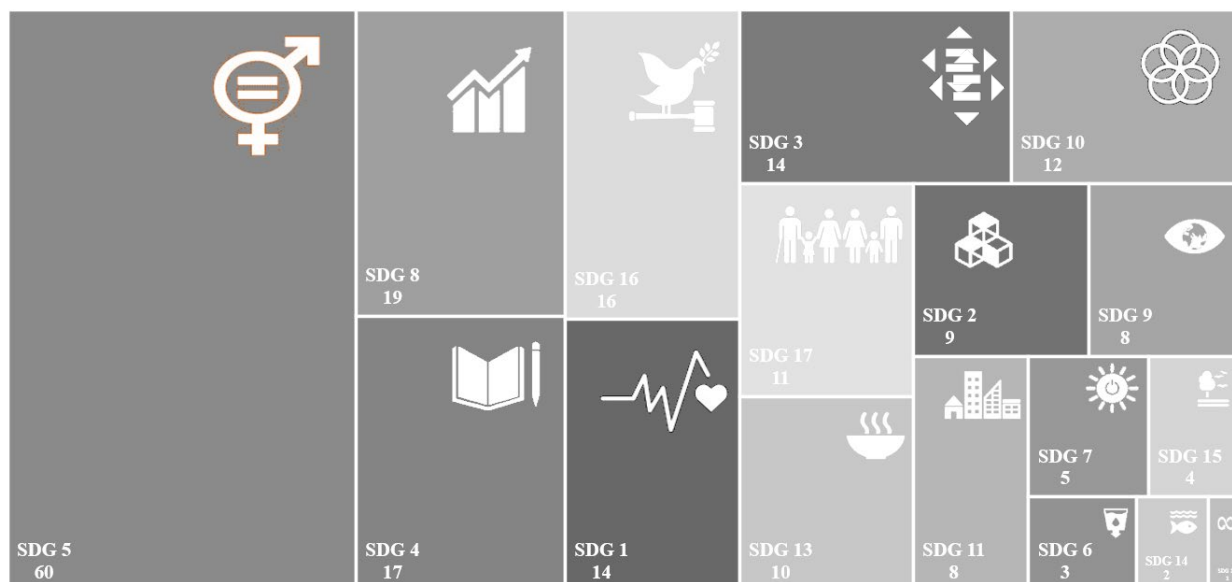 SDG 5
60
SDG 8
19
SDG 4
17
SDG 16
16
SDG 1
14
SDG 3
14
SDG 10
12
SDG 17
11
SDG 13
10
SDG 2
9
SDG 9
8
SDG 11
8
SDG 7
5
SDG 15
4
SDG 6
3
SDG 14
2